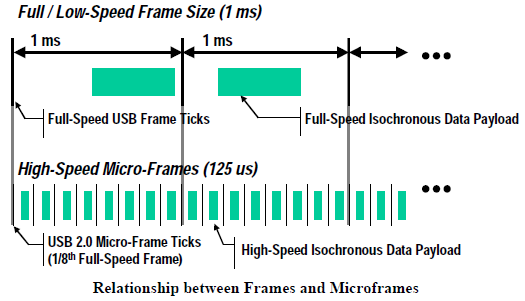 Full / Low-Speed Frame Size (1 ms)
1 ms
1 ms
Full-Speed USB Frame Ticks
Full-Speed Isochronous Data Payload
High-Speed Micro-Frames (125 us)
USB 2.0 Micro-Frame Ticks
(1/8th Full-Speed Frame)
High-Speed Isochronous Data Payload
Relationship between Frames and Microframes